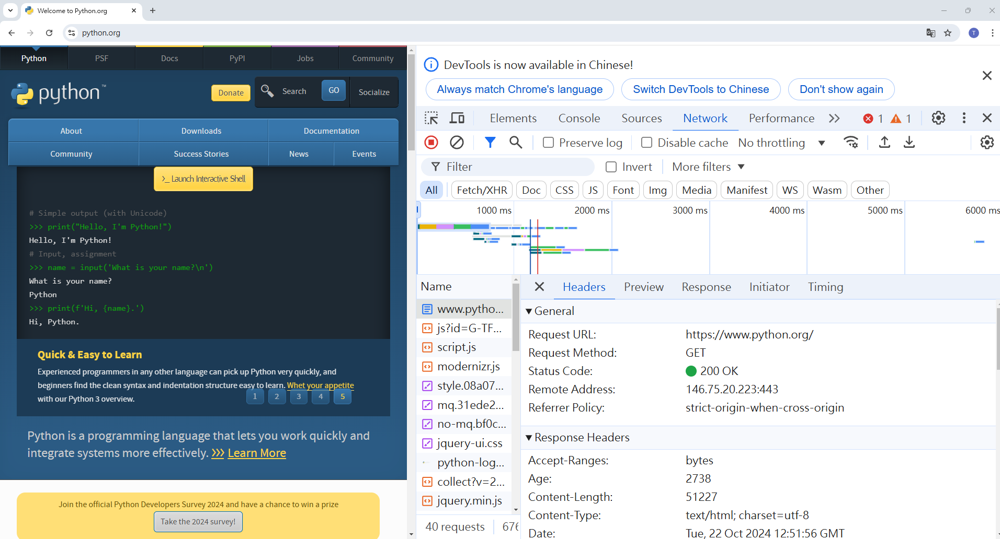 Welcome to Python.org
python.org
T
Python
PSF
Docs
PyPI
Jobs
Community
python™
Donate
Search
GO
Socialize
About
Downloads
Documentation
Community
Success Stories
News
Events
>_ Launch Interactive Shell
# Simple output (with Unicode)
>>> print("Hello, I'm Python!")
Hello, I'm Python!
# Input, assignment
>>> name = input('What is your name?\n')
What is your name?
Python
>>> print(f'Hi, {name}.')
Hi, Python.
Quick & Easy to Learn
Experienced programmers in any other language can pick up Python very quickly, and
beginners find the clean syntax and indentation structure easy to learn. Whet your appetite
with our Python 3 overview.
1 2 3 4 5
Python is a programming language that lets you work quickly and
integrate systems more effectively. >>> Learn More
Join the official Python Developers Survey 2024 and have a chance to win a prize
Take the 2024 survey!
DevTools is now available in Chinese!
Always match Chrome's language
Switch DevTools to Chinese
Don't show again
Elements
Console
Sources
Network
Performance
1
1
Preserve log
Disable cache
No throttling
Filter
Invert
More filters
All
Fetch/XHR
Doc
CSS
JS
Font
Img
Media
Manifest
WS
Wasm
Other
1000 ms
2000 ms
3000 ms
4000 ms
5000 ms
6000 ms
Name
www.pytho...
js?id=G-TF...
script.js
modernizr.js
style.08a07...
mq.31ede2...
no-mq.bf0c...
jquery-ui.css
python-log...
collect?v=2...
jquery.min.js
40 requests
676
Headers
Preview
Response
Initiator
Timing
General
Request URL: https://www.python.org/
Request Method: GET
Status Code: 200 OK
Remote Address: 146.75.20.223:443
Referrer Policy: strict-origin-when-cross-origin
Response Headers
Accept-Ranges: bytes
Age: 2738
Content-Length: 51227
Content-Type: text/html; charset=utf-8
Date: Tue, 22 Oct 2024 12:51:56 GMT